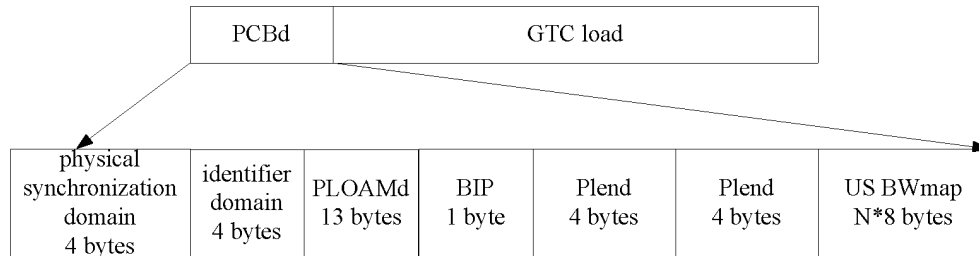 PCBd
GTC load
physical
synchronization
domain
4 bytes
identifier
domain
4 bytes
PLOAMd
13 bytes
BIP
1 byte
Plend
4 bytes
Plend
4 bytes
US BWmap
N*8 bytes